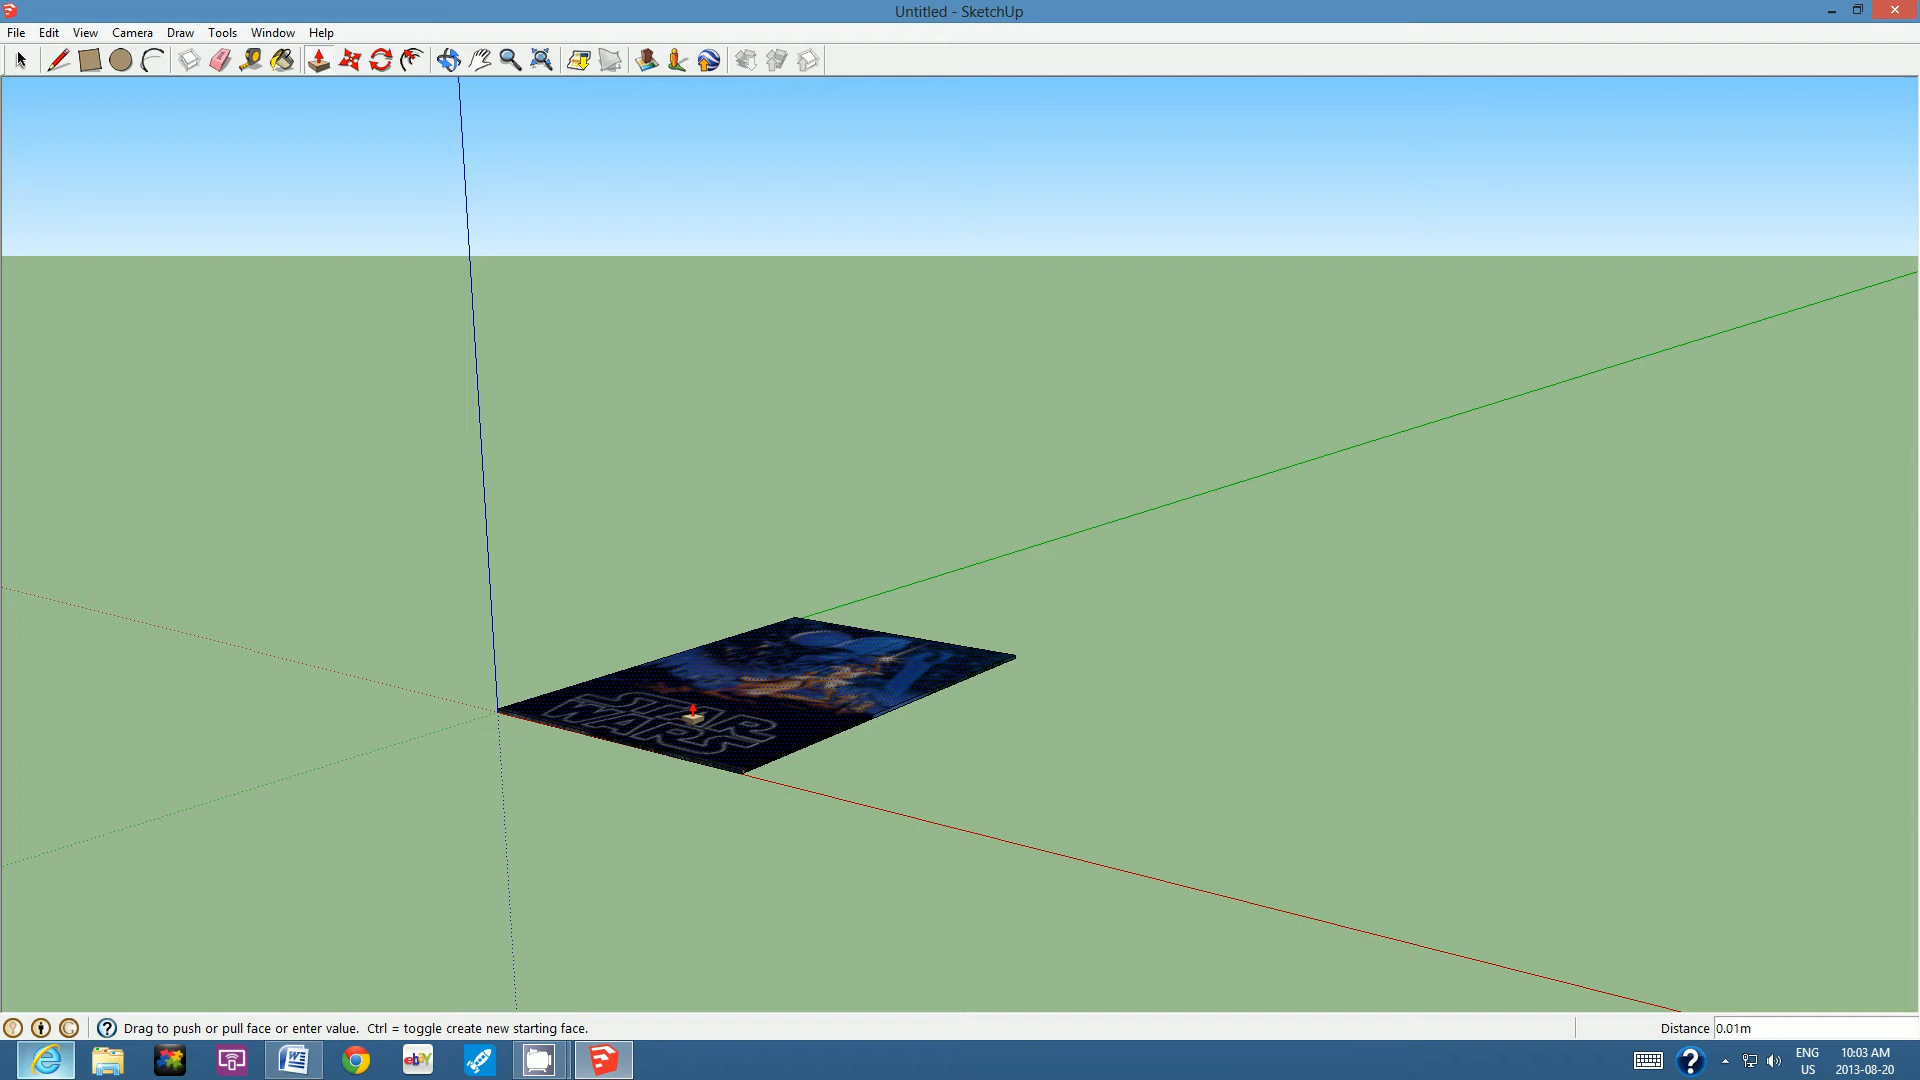 Untitled - SketchUp
File Edit View Camera Draw Tools Window Help
STAR
WARS
Drag to push or pull face or enter value. Ctrl = toggle create new starting face.
Distance 0.01m
ebay
ENG
US
10:03 AM
2013-08-20